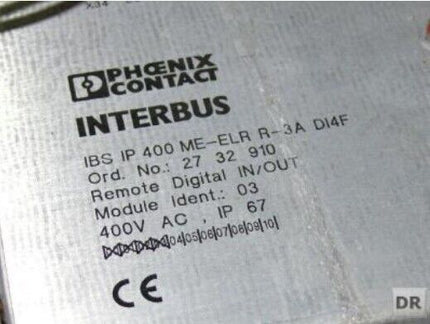 PHŒNIX
CONTACT
INTERBUS
IBS IP 400 ME-ELR R-3A DI4F
Ord. No.: 27 32 910
Remote Digital IN/OUT
Module Ident.: 03
400V AC , IP 67
04|05|06|07|08|09|10|
CE
DR